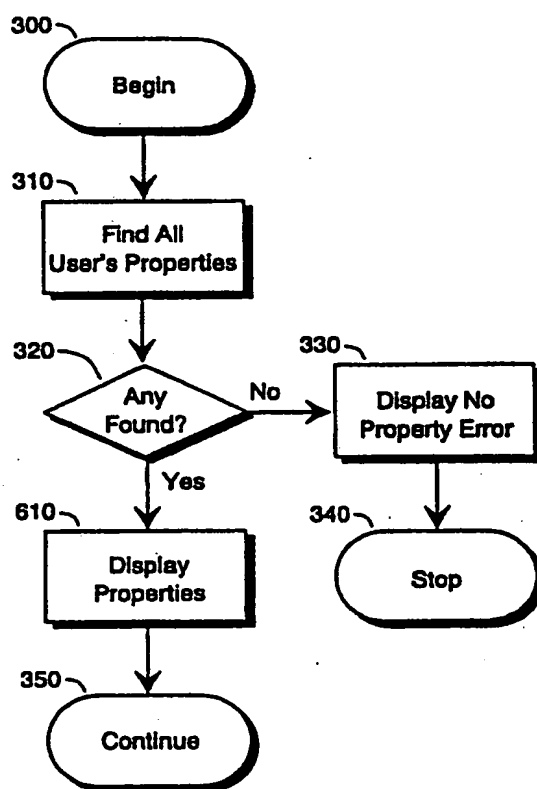 300
Begin
310
Find All
User's Properties
320
Any
Found?
No
330
Display No
Property Error
Yes
340
Stop
610
Display
Properties
350
Continue